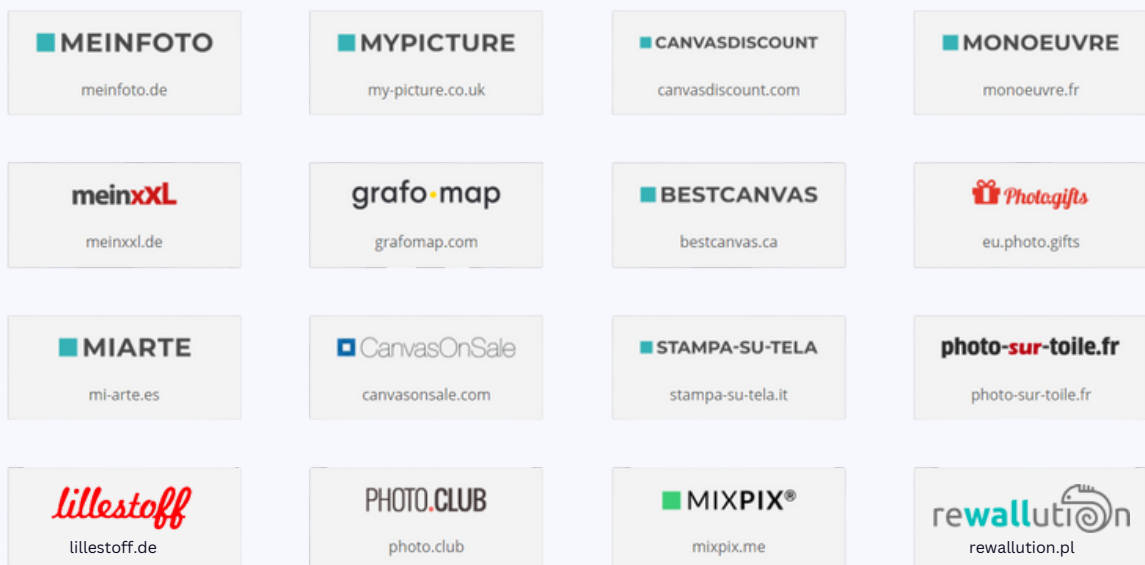 MEINFOTO
meinfoto.de
MYPICTURE
my-picture.co.uk
CANVASDISCOUNT
canvasdiscount.com
MONOEUVRE
monoeuvre.fr
meinxXL
meinxxl.de
grafo·map
grafomap.com
BESTCANVAS
bestcanvas.ca
Photo.gifts
eu.photo.gifts
MIARTE
mi-arte.es
CanvasOnSale
canvasonsale.com
STAMPA-SU-TELA
stampa-su-tela.it
photo-sur-toile.fr
photo-sur-toile.fr
lillestoff
lillestoff.de
PHOTO.CLUB
photo.club
MIXPIX®
mixpix.me
rewallution
rewallution.pl